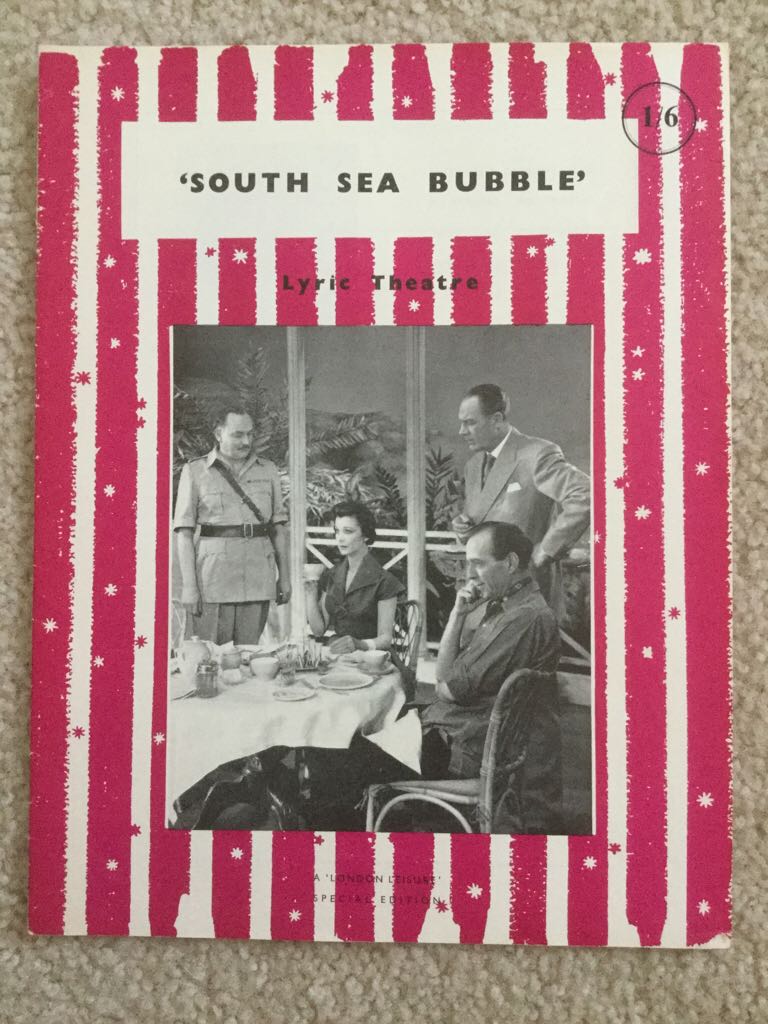 1/6
‘SOUTH SEA BUBBLE’
Lyric Theatre
A ‘LONDON LEISURE’
SPECIAL EDITION